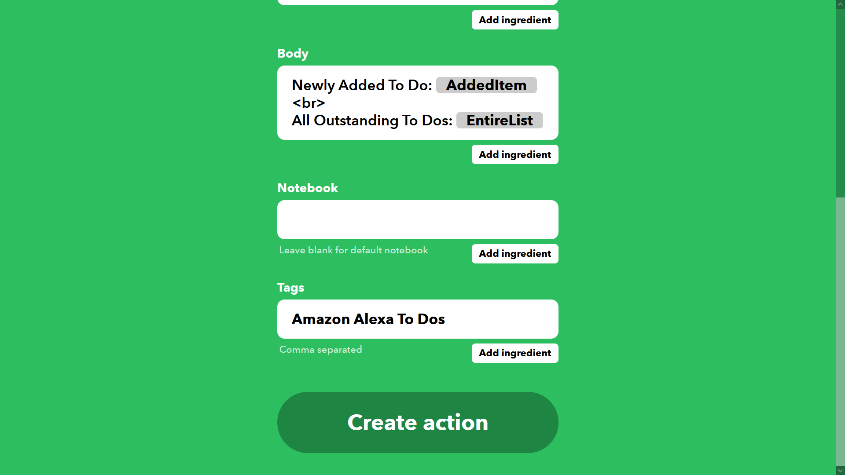 Add ingredient
Body
Newly Added To Do: AddedItem
<br>
All Outstanding To Dos: EntireList
Add ingredient
Notebook
Leave blank for default notebook
Add ingredient
Tags
Amazon Alexa To Dos
Comma separated
Add ingredient
Create action